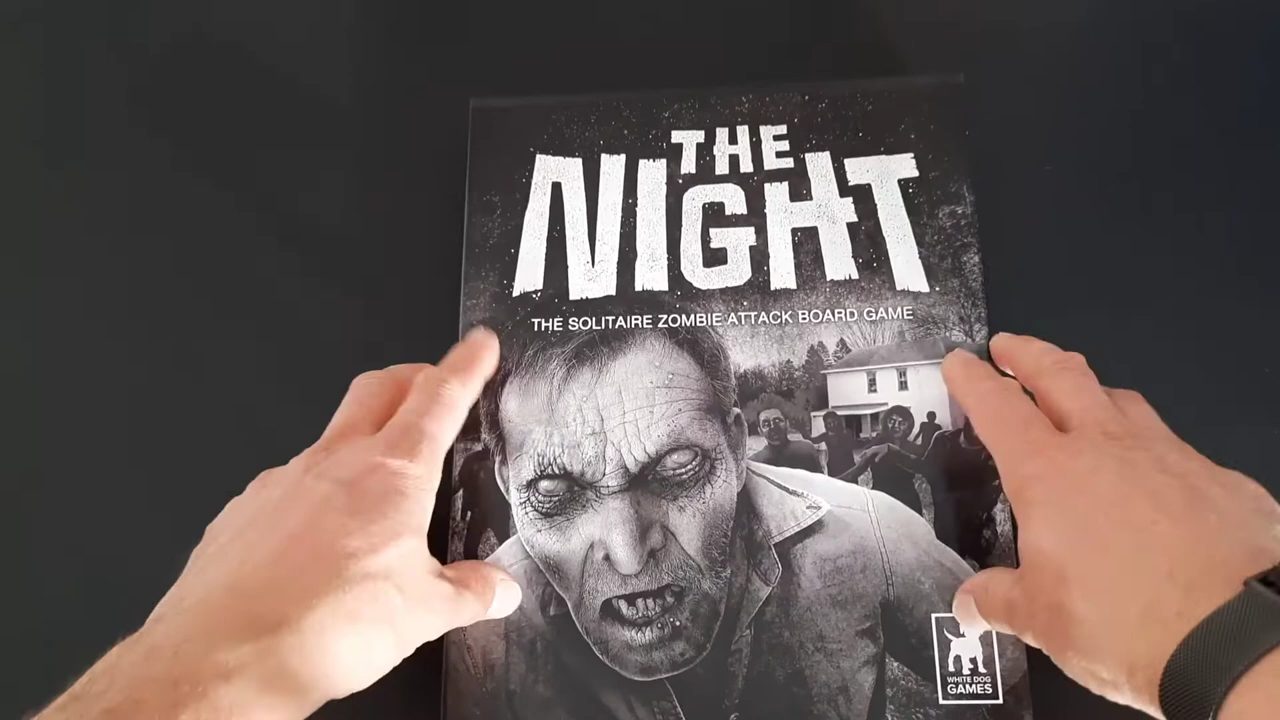 THE
NIGHT
THE SOLITAIRE ZOMBIE ATTACK BOARD GAME
WHITE DOG
GAMES